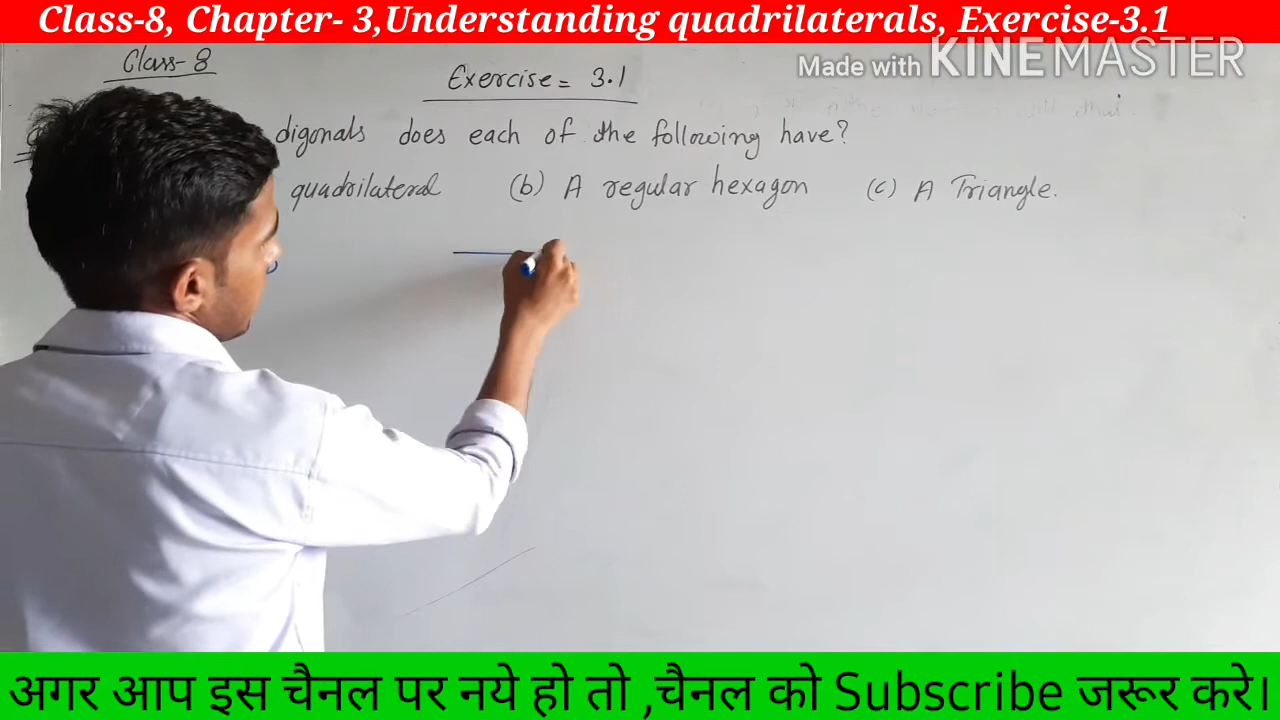 Class-8, Chapter- 3,Understanding quadrilaterals, Exercise-3.1
Made with KINEMASTER
Class- 8
Exercise = 3.1
digonals does each of the following have?
quadrilateral (b) A regular hexagon (c) A Triangle.
अगर आप इस चैनल पर नये हो तो ,चैनल को Subscribe जरूर करे।